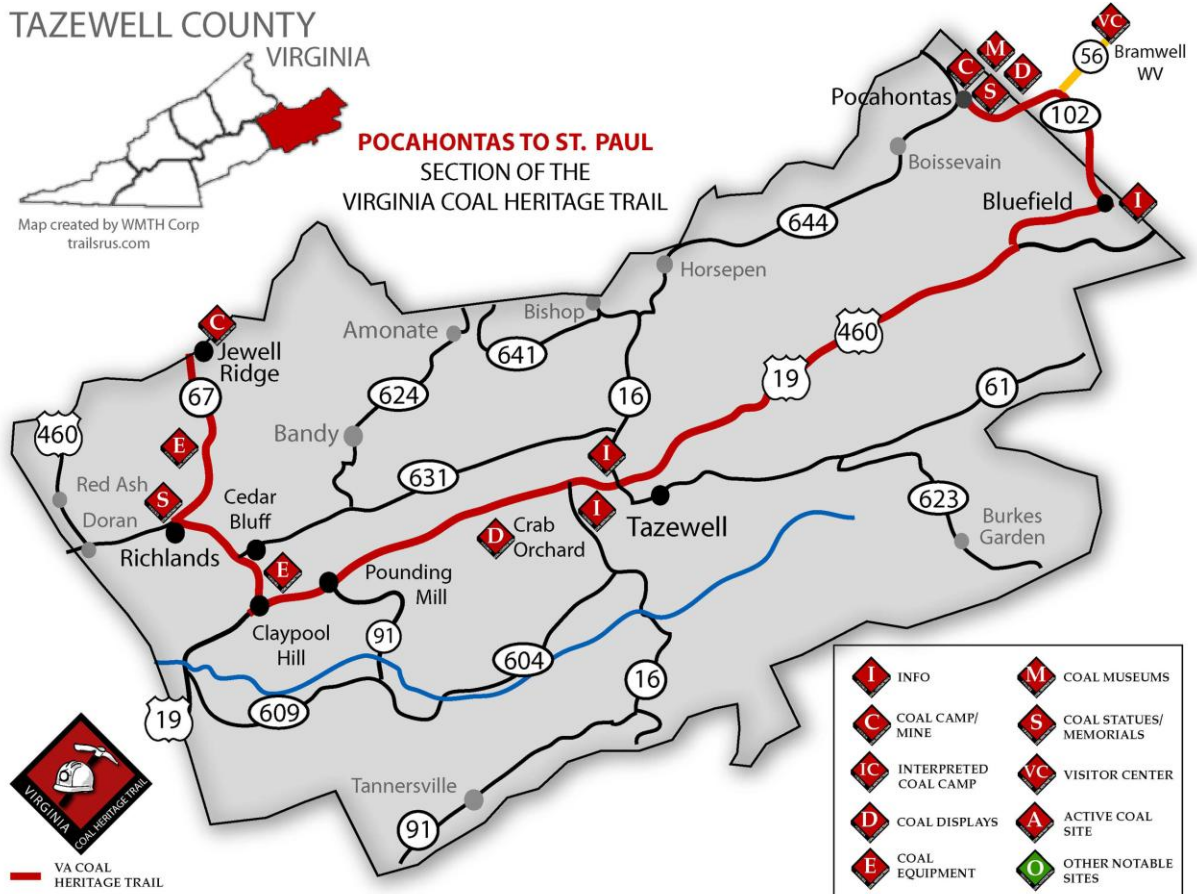 TAZEWELL COUNTY
VIRGINIA
Map created by WMTH Corp
trailsrus.com
POCAHONTAS TO ST. PAUL
SECTION OF THE
VIRGINIA COAL HERITAGE TRAIL
VC
56
Bramwell
WV
M
C
D
S
Pocahontas
102
Boissevain
Bluefield
I
644
Horsepen
Bishop
Amonate
641
C
Jewell
Ridge
67
624
16
460
19
61
460
Bandy
E
I
631
Red Ash
S
Cedar
Bluff
Doran
Richlands
D
Crab
Orchard
I
Tazewell
623
Burkes
Garden
E
Pounding
Mill
Claypool
Hill
91
604
16
609
19
Tannersville
91
VIRGINIA
COAL HERITAGE TRAIL
VA COAL
HERITAGE TRAIL
I INFO
C COAL CAMP/
MINE
IC INTERPRETED
COAL CAMP
D COAL DISPLAYS
E COAL
EQUIPMENT
M COAL MUSEUMS
S COAL STATUES/
MEMORIALS
VC VISITOR CENTER
A ACTIVE COAL
SITE
O OTHER NOTABLE
SITES